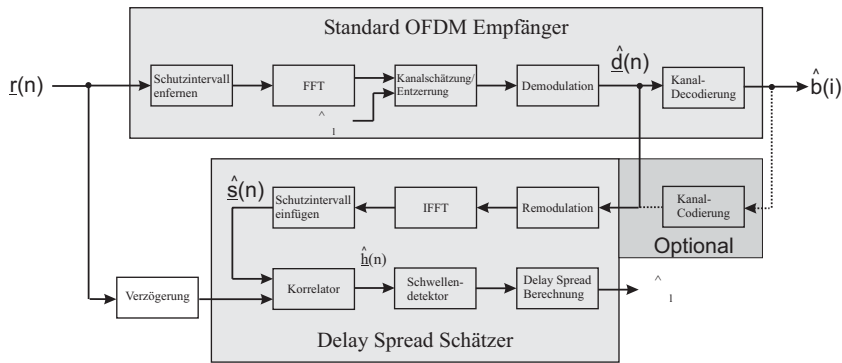 Standard OFDM Empfänger
r(n)
Schutzintervall
enfernen
FFT
Kanalschätzung/
Entzerrung
Demodulation
d̂(n)
Kanal-
Decodierung
b̂(i)
^
l
ŝ(n)
Schutzintervall
einfügen
IFFT
Remodulation
Kanal-
Codierung
Optional
Verzögerung
Korrelator
ĥ(n)
Schwellen-
detektor
Delay Spread
Berechnung
^
l
Delay Spread Schätzer